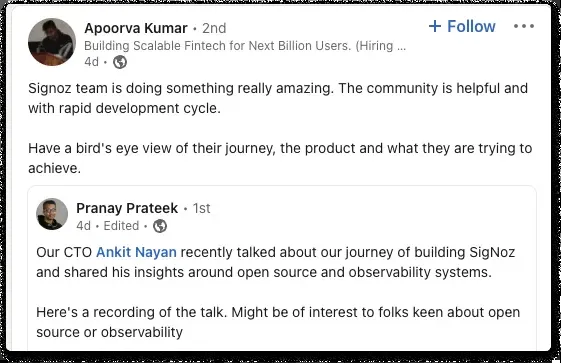 Apoorva Kumar • 2nd
+ Follow •••
Building Scalable Fintech for Next Billion Users. (Hiring ...
4d •
Signoz team is doing something really amazing. The community is helpful and
with rapid development cycle.
Have a bird's eye view of their journey, the product and what they are trying to
achieve.
Pranay Prateek • 1st
4d • Edited •
Our CTO Ankit Nayan recently talked about our journey of building SigNoz
and shared his insights around open source and observability systems.
Here's a recording of the talk. Might be of interest to folks keen about open
source or observability